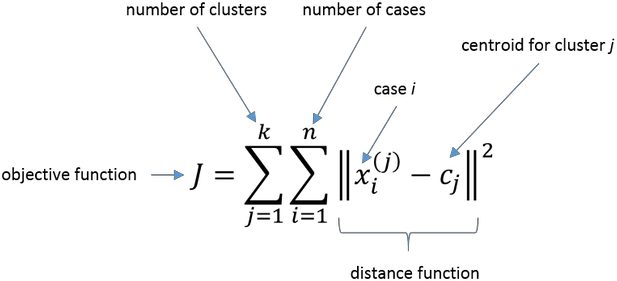 number of clusters
number of cases
centroid for cluster j
case i
k n
objective function J = ∑ ∑ ‖x_i^(j) − c_j‖²
j=1 i=1
distance function